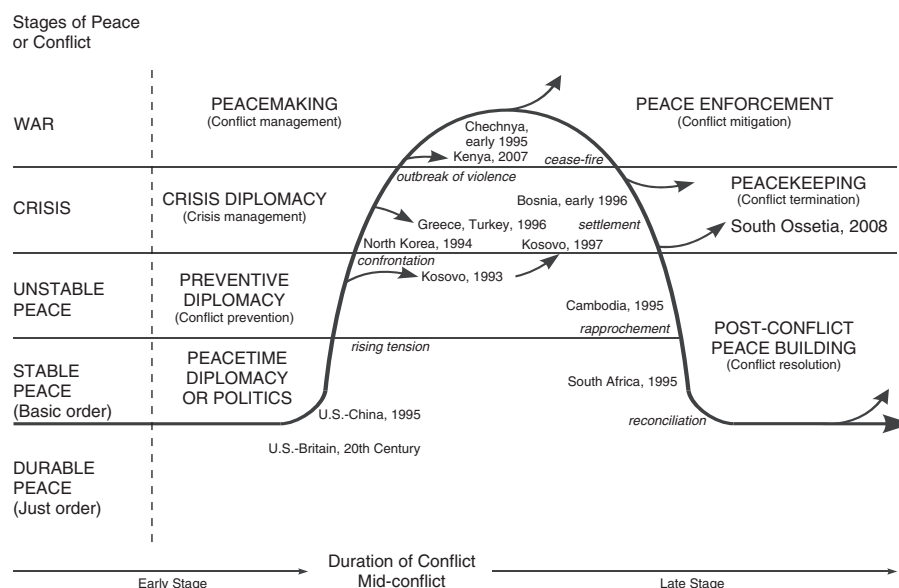 Stages of Peace
or Conflict
WAR
PEACEMAKING
(Conflict management)
Chechnya,
early 1995
Kenya, 2007
cease-fire
outbreak of violence
PEACE ENFORCEMENT
(Conflict mitigation)
CRISIS
CRISIS DIPLOMACY
(Crisis management)
Bosnia, early 1996
Greece, Turkey, 1996
settlement
North Korea, 1994
Kosovo, 1997
confrontation
PEACEKEEPING
(Conflict termination)
South Ossetia, 2008
UNSTABLE
PEACE
PREVENTIVE
DIPLOMACY
(Conflict prevention)
Kosovo, 1993
Cambodia, 1995
rapprochement
rising tension
POST-CONFLICT
PEACE BUILDING
(Conflict resolution)
STABLE
PEACE
(Basic order)
PEACETIME
DIPLOMACY
OR POLITICS
South Africa, 1995
U.S.-China, 1995
reconciliation
U.S.-Britain, 20th Century
DURABLE
PEACE
(Just order)
Early Stage
Duration of Conflict
Mid-conflict
Late Stage